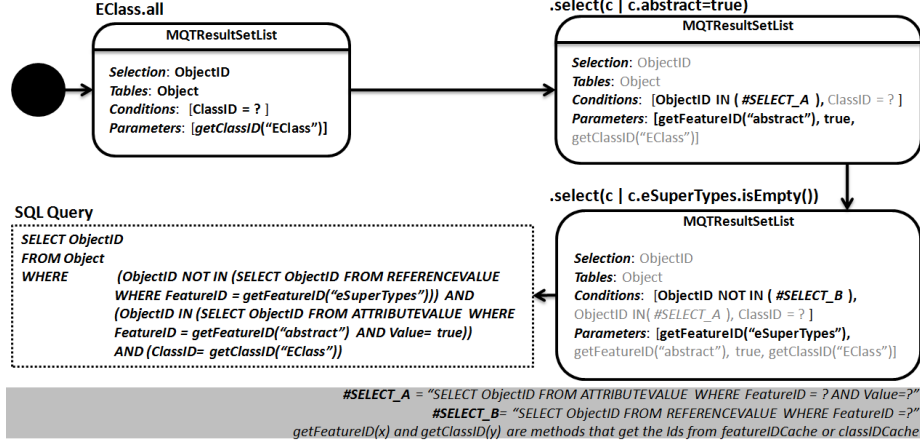 EClass.all
MQTResultSetList
Selection: ObjectID
Tables: Object
Conditions: [ClassID = ? ]
Parameters: [getClassID(“EClass”)]
.select(c | c.abstract=true)
MQTResultSetList
Selection: ObjectID
Tables: Object
Conditions: [ObjectID IN ( #SELECT_A ), ClassID = ? ]
Parameters: [getFeatureID(“abstract”), true,
getClassID(“EClass”)]
.select(c | c.eSuperTypes.isEmpty())
MQTResultSetList
Selection: ObjectID
Tables: Object
Conditions: [ObjectID NOT IN ( #SELECT_B ),
ObjectID IN( #SELECT_A ), ClassID = ? ]
Parameters: [getFeatureID(“eSuperTypes”),
getFeatureID(“abstract”), true, getClassID(“EClass”)]
SQL Query
SELECT ObjectID
FROM Object
WHERE (ObjectID NOT IN (SELECT ObjectID FROM REFERENCEVALUE
WHERE FeatureID = getFeatureID(“eSuperTypes”))) AND
(ObjectID IN (SELECT ObjectID FROM ATTRIBUTEVALUE WHERE
FeatureID = getFeatureID(“abstract”) AND Value= true))
AND (ClassID= getClassID(“EClass”))
#SELECT_A = “SELECT ObjectID FROM ATTRIBUTEVALUE WHERE FeatureID = ? AND Value=?”
#SELECT_B= “SELECT ObjectID FROM REFERENCEVALUE WHERE FeatureID =?”
getFeatureID(x) and getClassID(y) are methods that get the Ids from featureIDCache or classIDCache